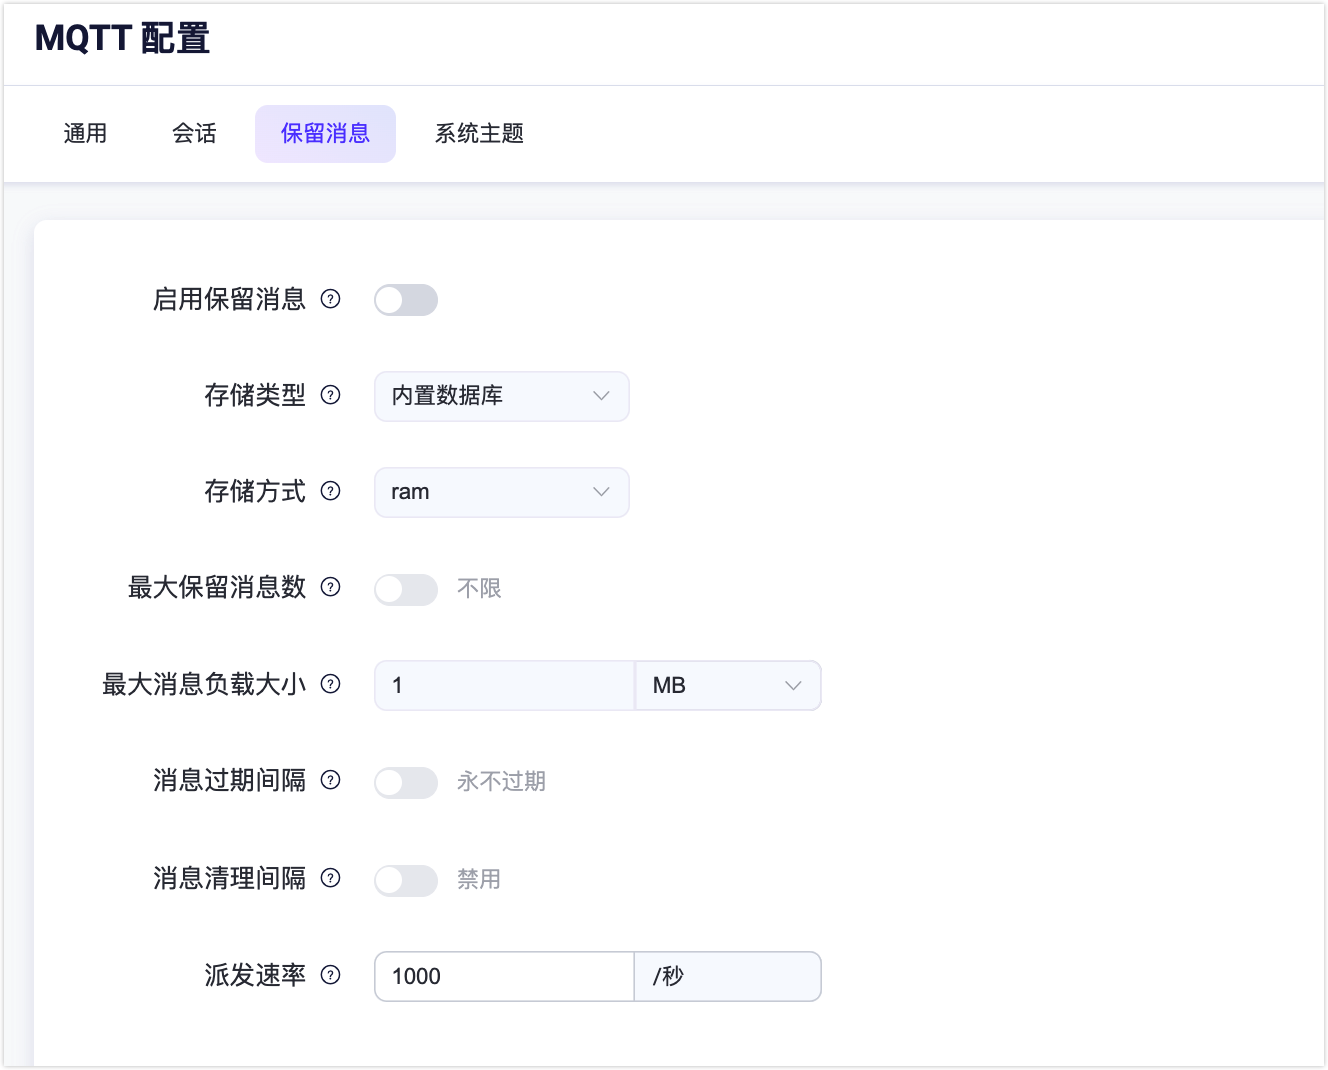 MQTT 配置
通用 会话 保留消息 系统主题
启用保留消息
存储类型 内置数据库
存储方式 ram
最大保留消息数 不限
最大消息负载大小 1 MB
消息过期间隔 永不过期
消息清理间隔 禁用
派发速率 1000 /秒